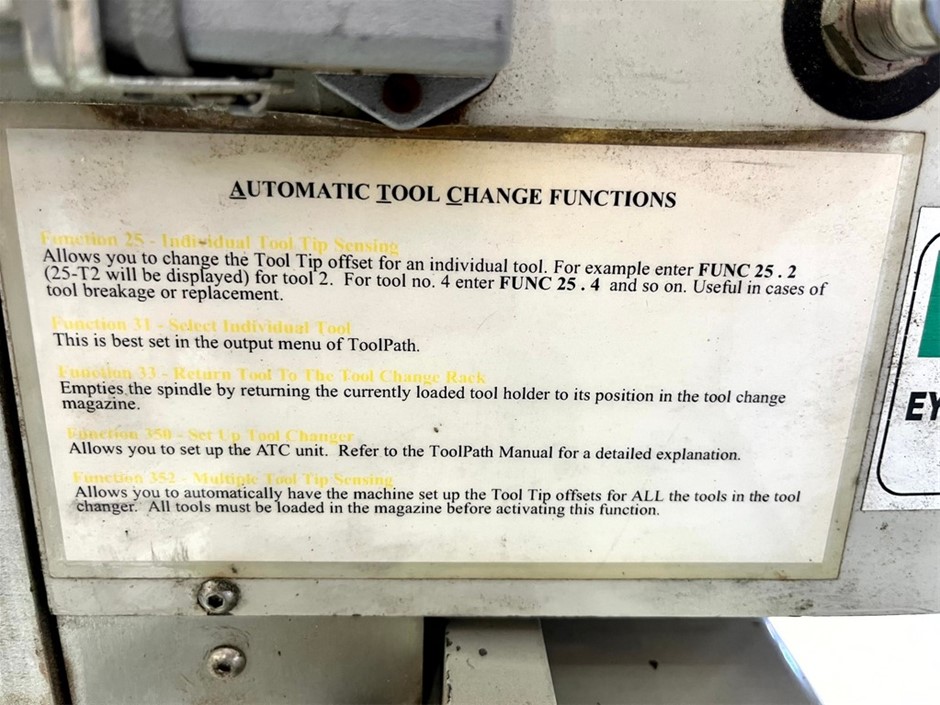 AUTOMATIC TOOL CHANGE FUNCTIONS
Function 25 - Individual Tool Tip Sensing
Allows you to change the Tool Tip offset for an individual tool. For example enter FUNC 25 . 2
(25-T2 will be displayed) for tool 2. For tool no. 4 enter FUNC 25 . 4 and so on. Useful in cases of
tool breakage or replacement.
Function 31 - Select Individual Tool
This is best set in the output menu of ToolPath.
Function 33 - Return Tool To The Tool Change Rack
Empties the spindle by returning the currently loaded tool holder to its position in the tool change
magazine.
Function 350 - Set Up Tool Changer
Allows you to set up the ATC unit. Refer to the ToolPath Manual for a detailed explanation.
Function 352 - Multiple Tool Tip Sensing
Allows you to automatically have the machine set up the Tool Tip offsets for ALL the tools in the tool
changer. All tools must be loaded in the magazine before activating this function.
EY